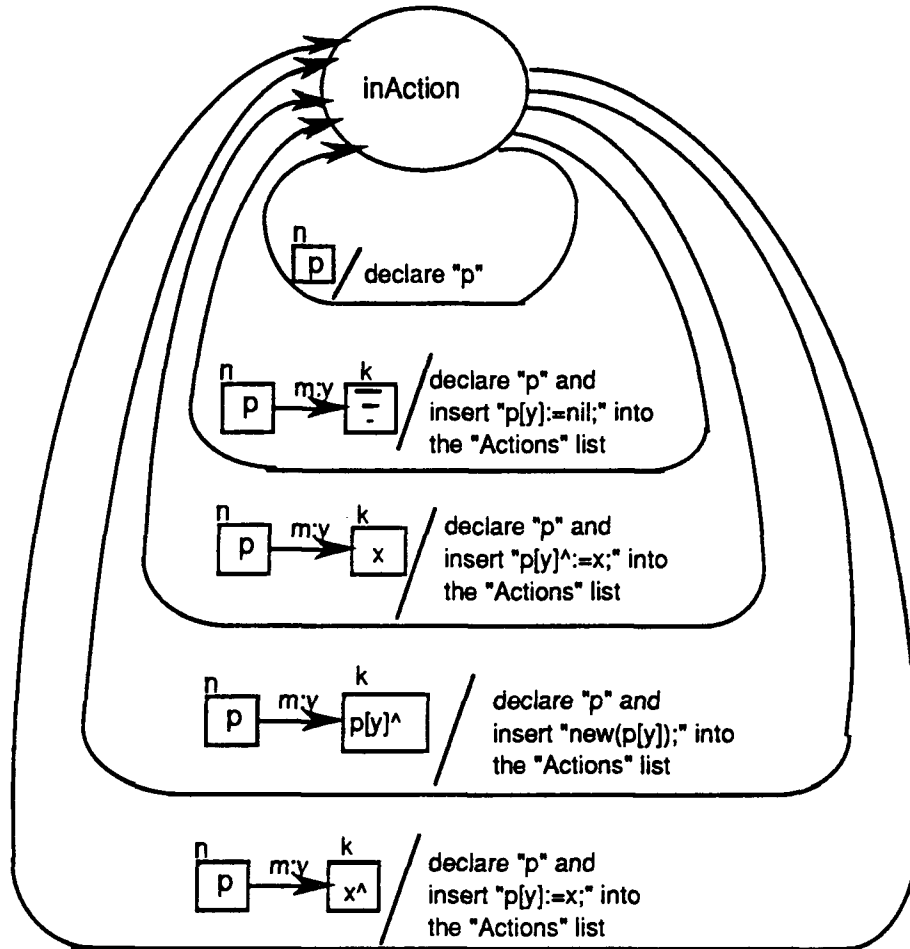 inAction
n
p
declare "p"
n
m:y
k
p
declare "p" and
insert "p[y]:=nil;" into
the "Actions" list
n
m:y
k
p
x
declare "p" and
insert "p[y]^:=x;" into
the "Actions" list
n
m:y
k
p
p[y]^
declare "p" and
insert "new(p[y]);" into
the "Actions" list
n
m:y
k
p
x^
declare "p" and
insert "p[y]:=x;" into
the "Actions" list